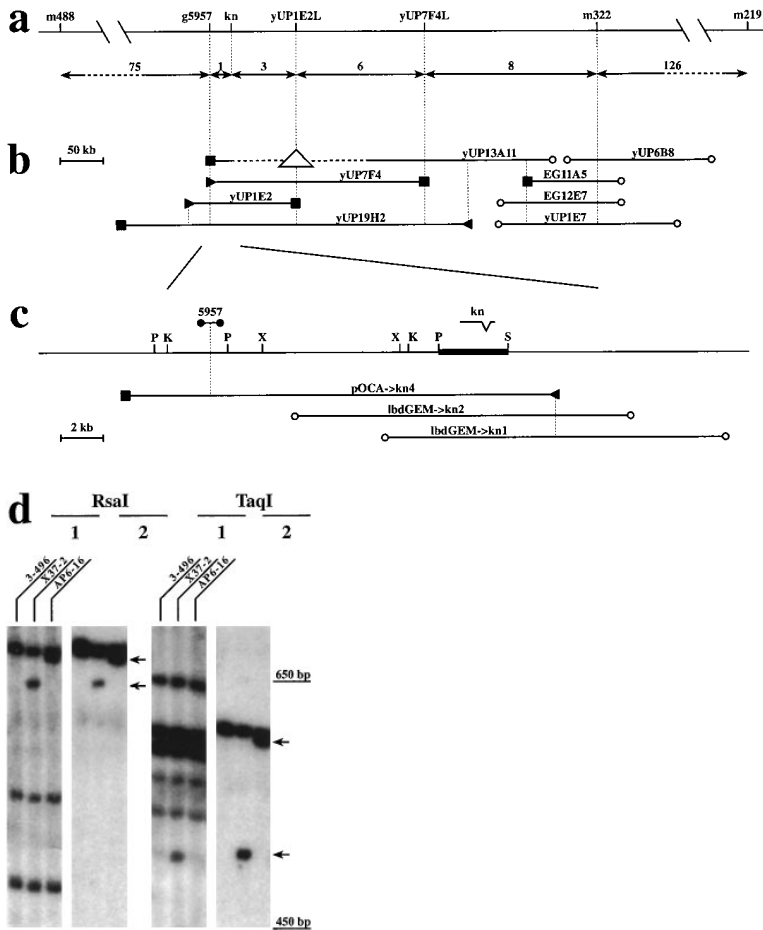 a
m488 g5957 kn yUP1E2L yUP7F4L m322 m219
75 1 3 6 8 126
b
50 kb
yUP13A11 yUP6B8
yUP7F4 EG11A5
yUP1E2 EG12E7
yUP19H2 yUP1E7
c
5957 kn
P K P X X K P S
pOCA->kn4
lbdGEM->kn2
2 kb
lbdGEM->kn1
d
RsaI TaqI
1 2 1 2
3-496 X37-2 AP6-16 3-496 X37-2 AP6-16
650 bp
450 bp